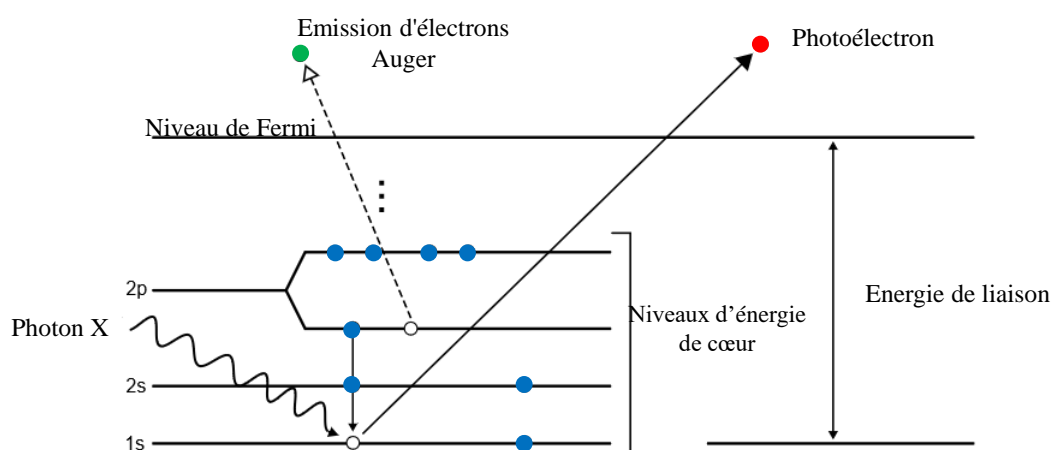 Emission d'électrons
Auger
Photoélectron
Niveau de Fermi
2p
Energie de liaison
Photon X
Niveaux d’énergie
de cœur
2s
1s